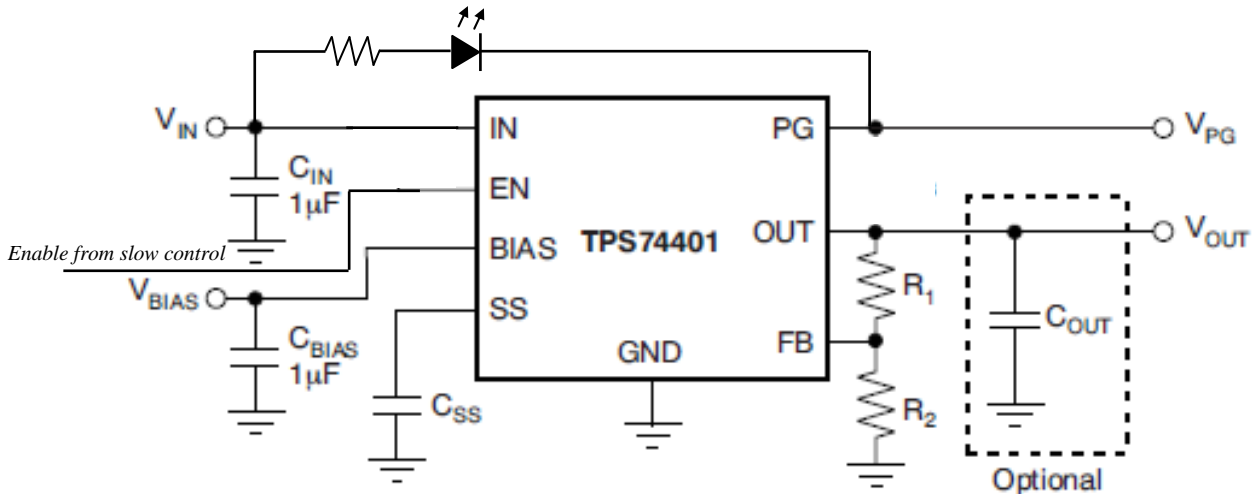 V_IN
IN
PG
V_PG
C_IN
1µF
EN
Enable from slow control
BIAS
TPS74401
OUT
V_OUT
V_BIAS
R_1
SS
C_OUT
C_BIAS
1µF
GND
FB
C_SS
R_2
Optional